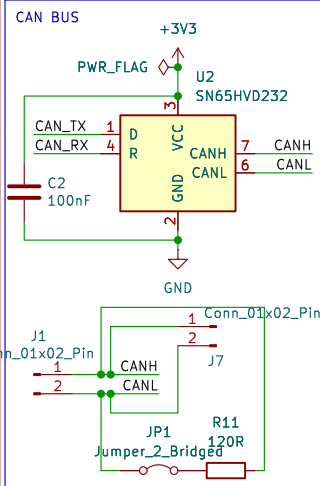 CAN BUS
+3V3
PWR_FLAG
U2
SN65HVD232
3
CAN_TX 1 D VCC
CAN_RX 4 R CANH 7 CANH
CANL 6 CANL
GND
C2
100nF
2
GND
Conn_01x02_Pin
J1
1
nn_01x02_Pin
2
1 CANH
J7
2 CANL
R11
JP1
120R
Jumper_2_Bridged